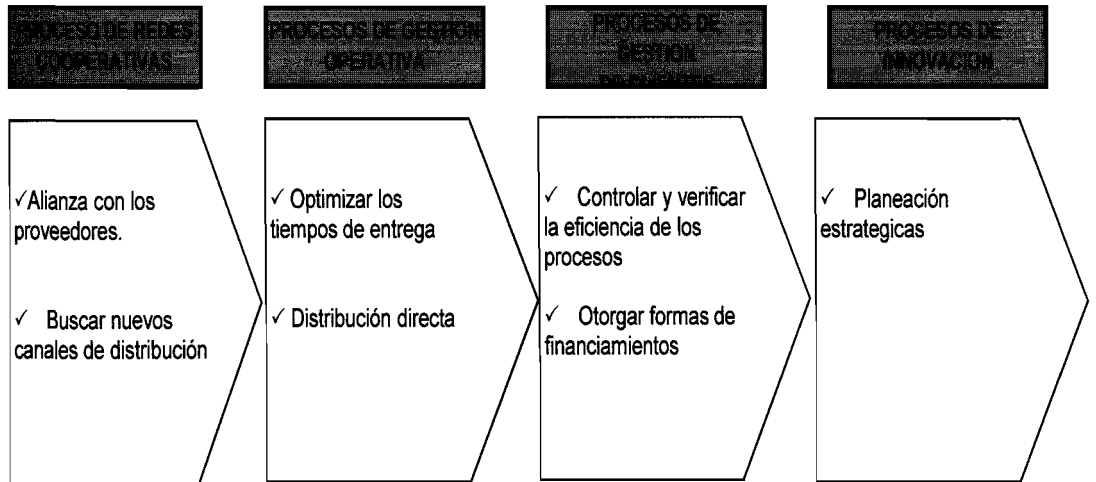 PROCESO DE REDES
COOPERATIVAS
PROCESOS DE GESTION
OPERATIVA
PROCESOS DE
GESTION
PROCESOS DE
INNOVACION
✓Alianza con los
proveedores.
✓ Buscar nuevos
canales de distribución
✓ Optimizar los
tiempos de entrega
✓ Distribución directa
✓ Controlar y verificar
la eficiencia de los
procesos
✓ Otorgar formas de
financiamientos
✓ Planeación
estrategicas